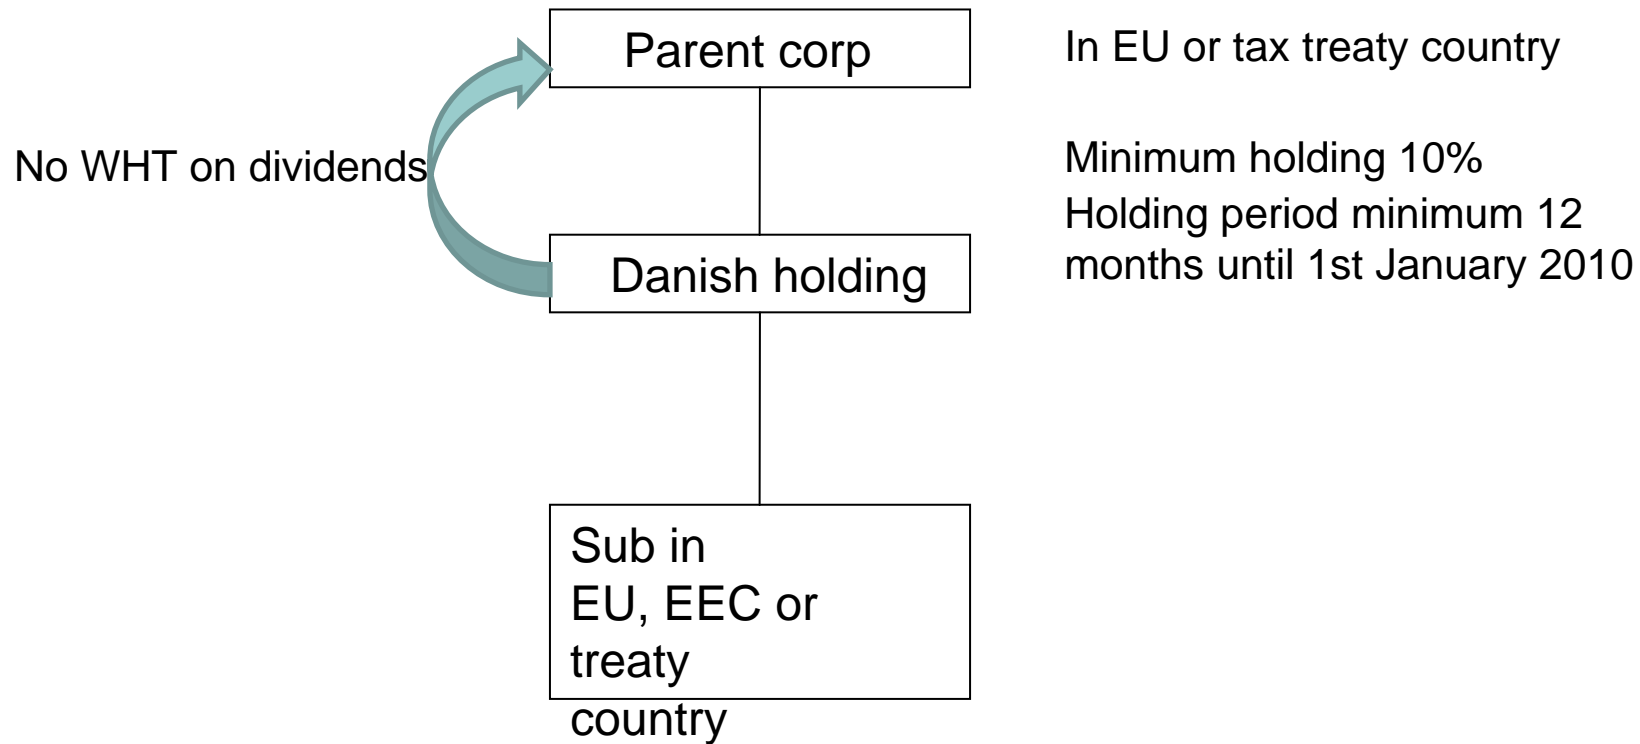 Parent corp
In EU or tax treaty country
No WHT on dividends
Minimum holding 10%
Holding period minimum 12
months until 1st January 2010
Danish holding
Sub in
EU, EEC or
treaty
country